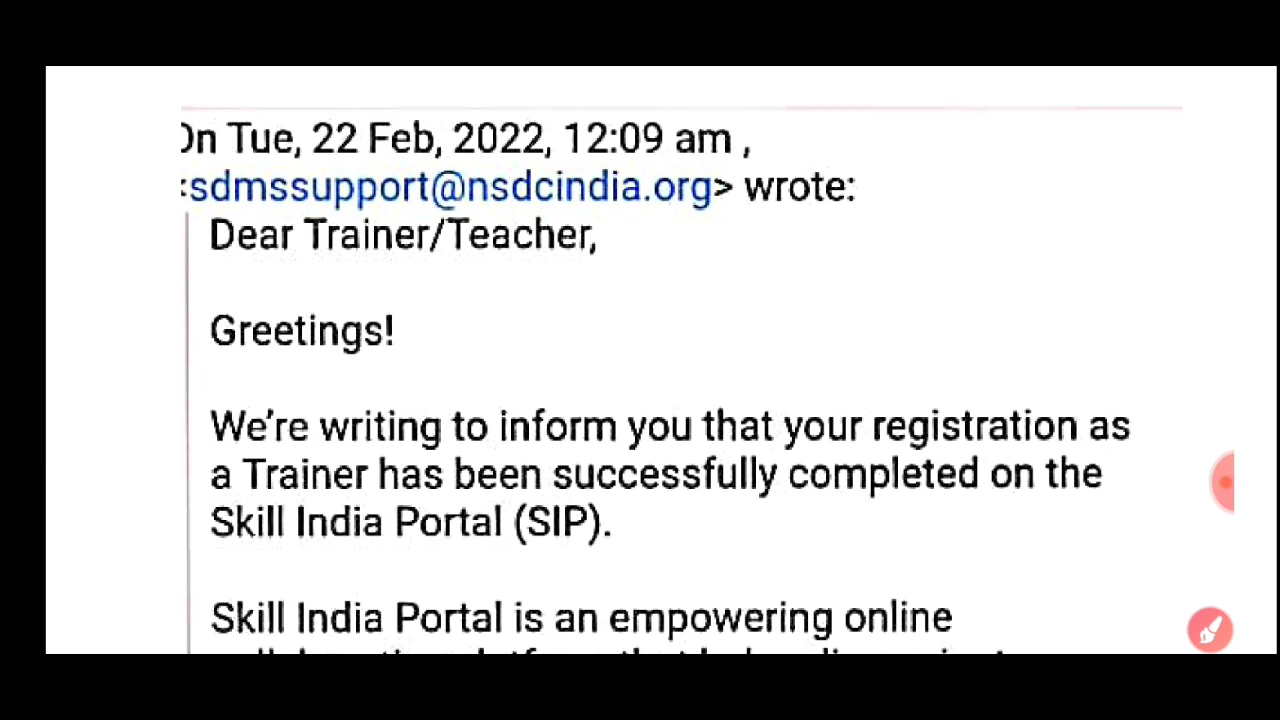 On Tue, 22 Feb, 2022, 12:09 am ,
<sdmssupport@nsdcindia.org> wrote:
Dear Trainer/Teacher,
Greetings!
We're writing to inform you that your registration as
a Trainer has been successfully completed on the
Skill India Portal (SIP).
Skill India Portal is an empowering online